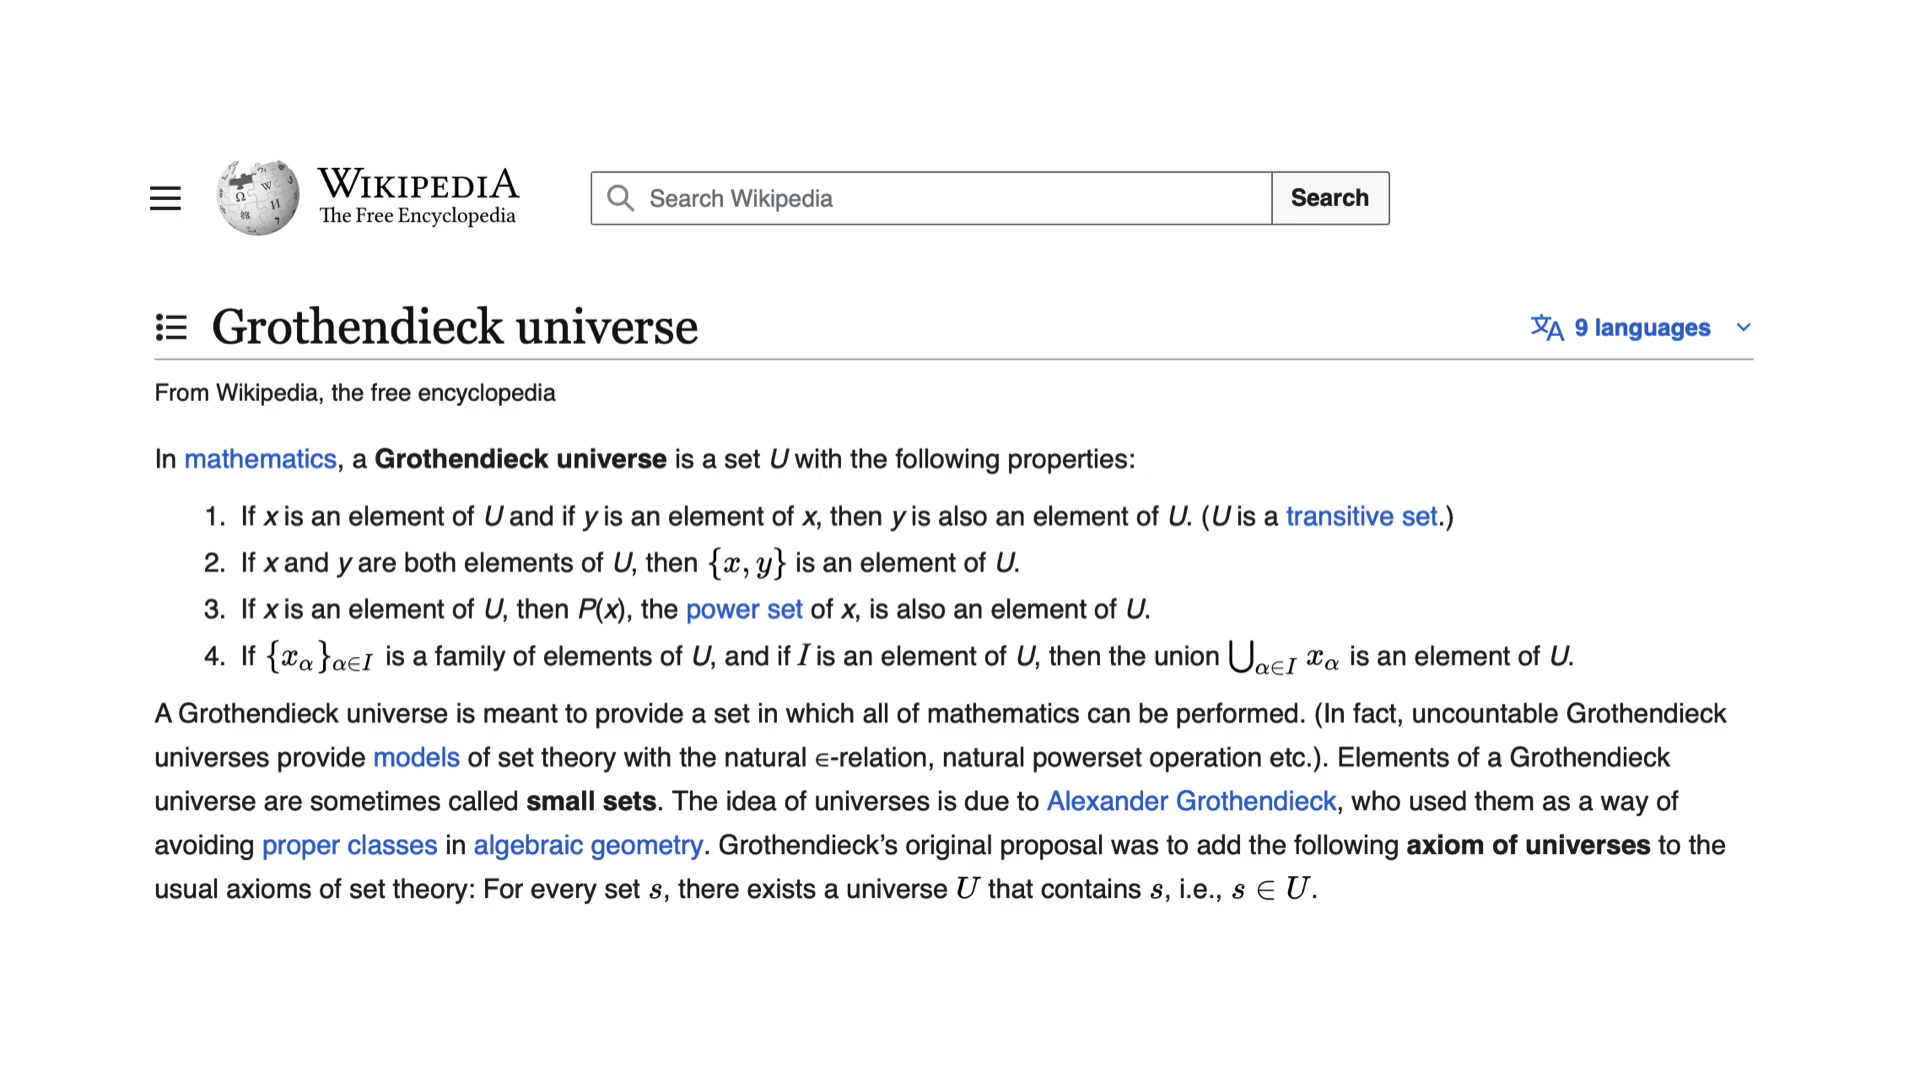 WIKIPEDIA
The Free Encyclopedia
Search Wikipedia
Search
Grothendieck universe
9 languages
From Wikipedia, the free encyclopedia
In mathematics, a Grothendieck universe is a set U with the following properties:
1. If x is an element of U and if y is an element of x, then y is also an element of U. (U is a transitive set.)
2. If x and y are both elements of U, then {x, y} is an element of U.
3. If x is an element of U, then P(x), the power set of x, is also an element of U.
4. If {xα}α∈I is a family of elements of U, and if I is an element of U, then the union ⋃α∈I xα is an element of U.
A Grothendieck universe is meant to provide a set in which all of mathematics can be performed. (In fact, uncountable Grothendieck
universes provide models of set theory with the natural ∈-relation, natural powerset operation etc.). Elements of a Grothendieck
universe are sometimes called small sets. The idea of universes is due to Alexander Grothendieck, who used them as a way of
avoiding proper classes in algebraic geometry. Grothendieck’s original proposal was to add the following axiom of universes to the
usual axioms of set theory: For every set s, there exists a universe U that contains s, i.e., s ∈ U.